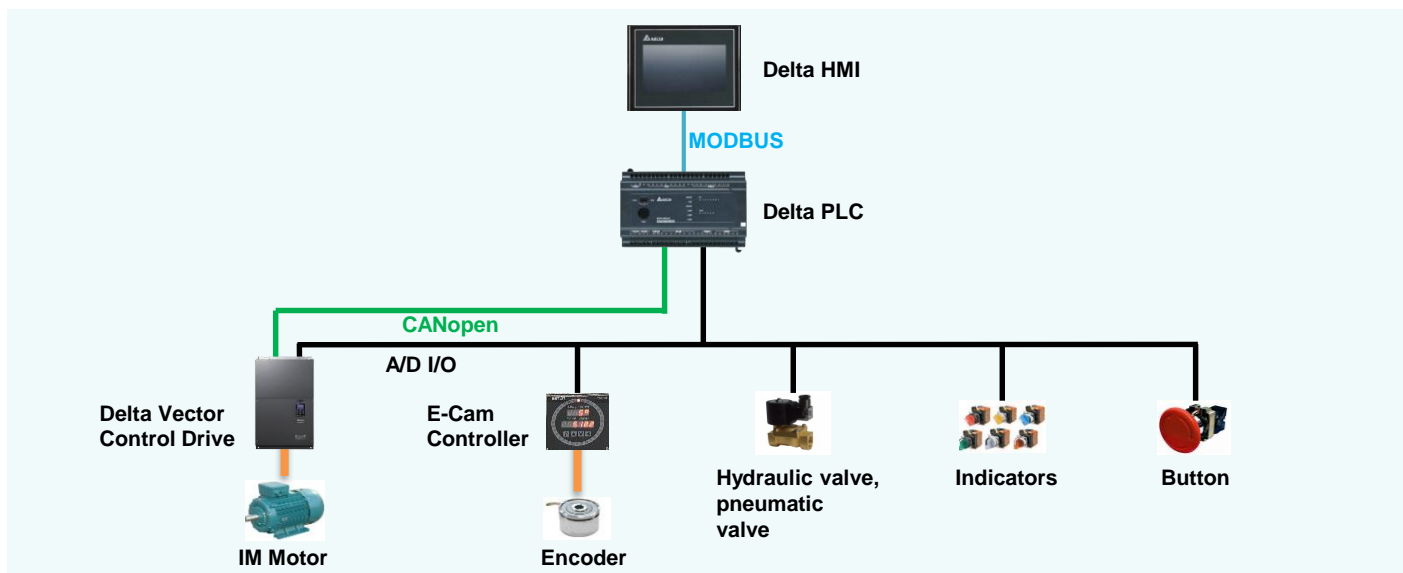 Delta HMI
MODBUS
Delta PLC
CANopen
A/D I/O
Delta Vector
Control Drive
E-Cam
Controller
Hydraulic valve,
pneumatic
valve
Indicators
Button
IM Motor
Encoder